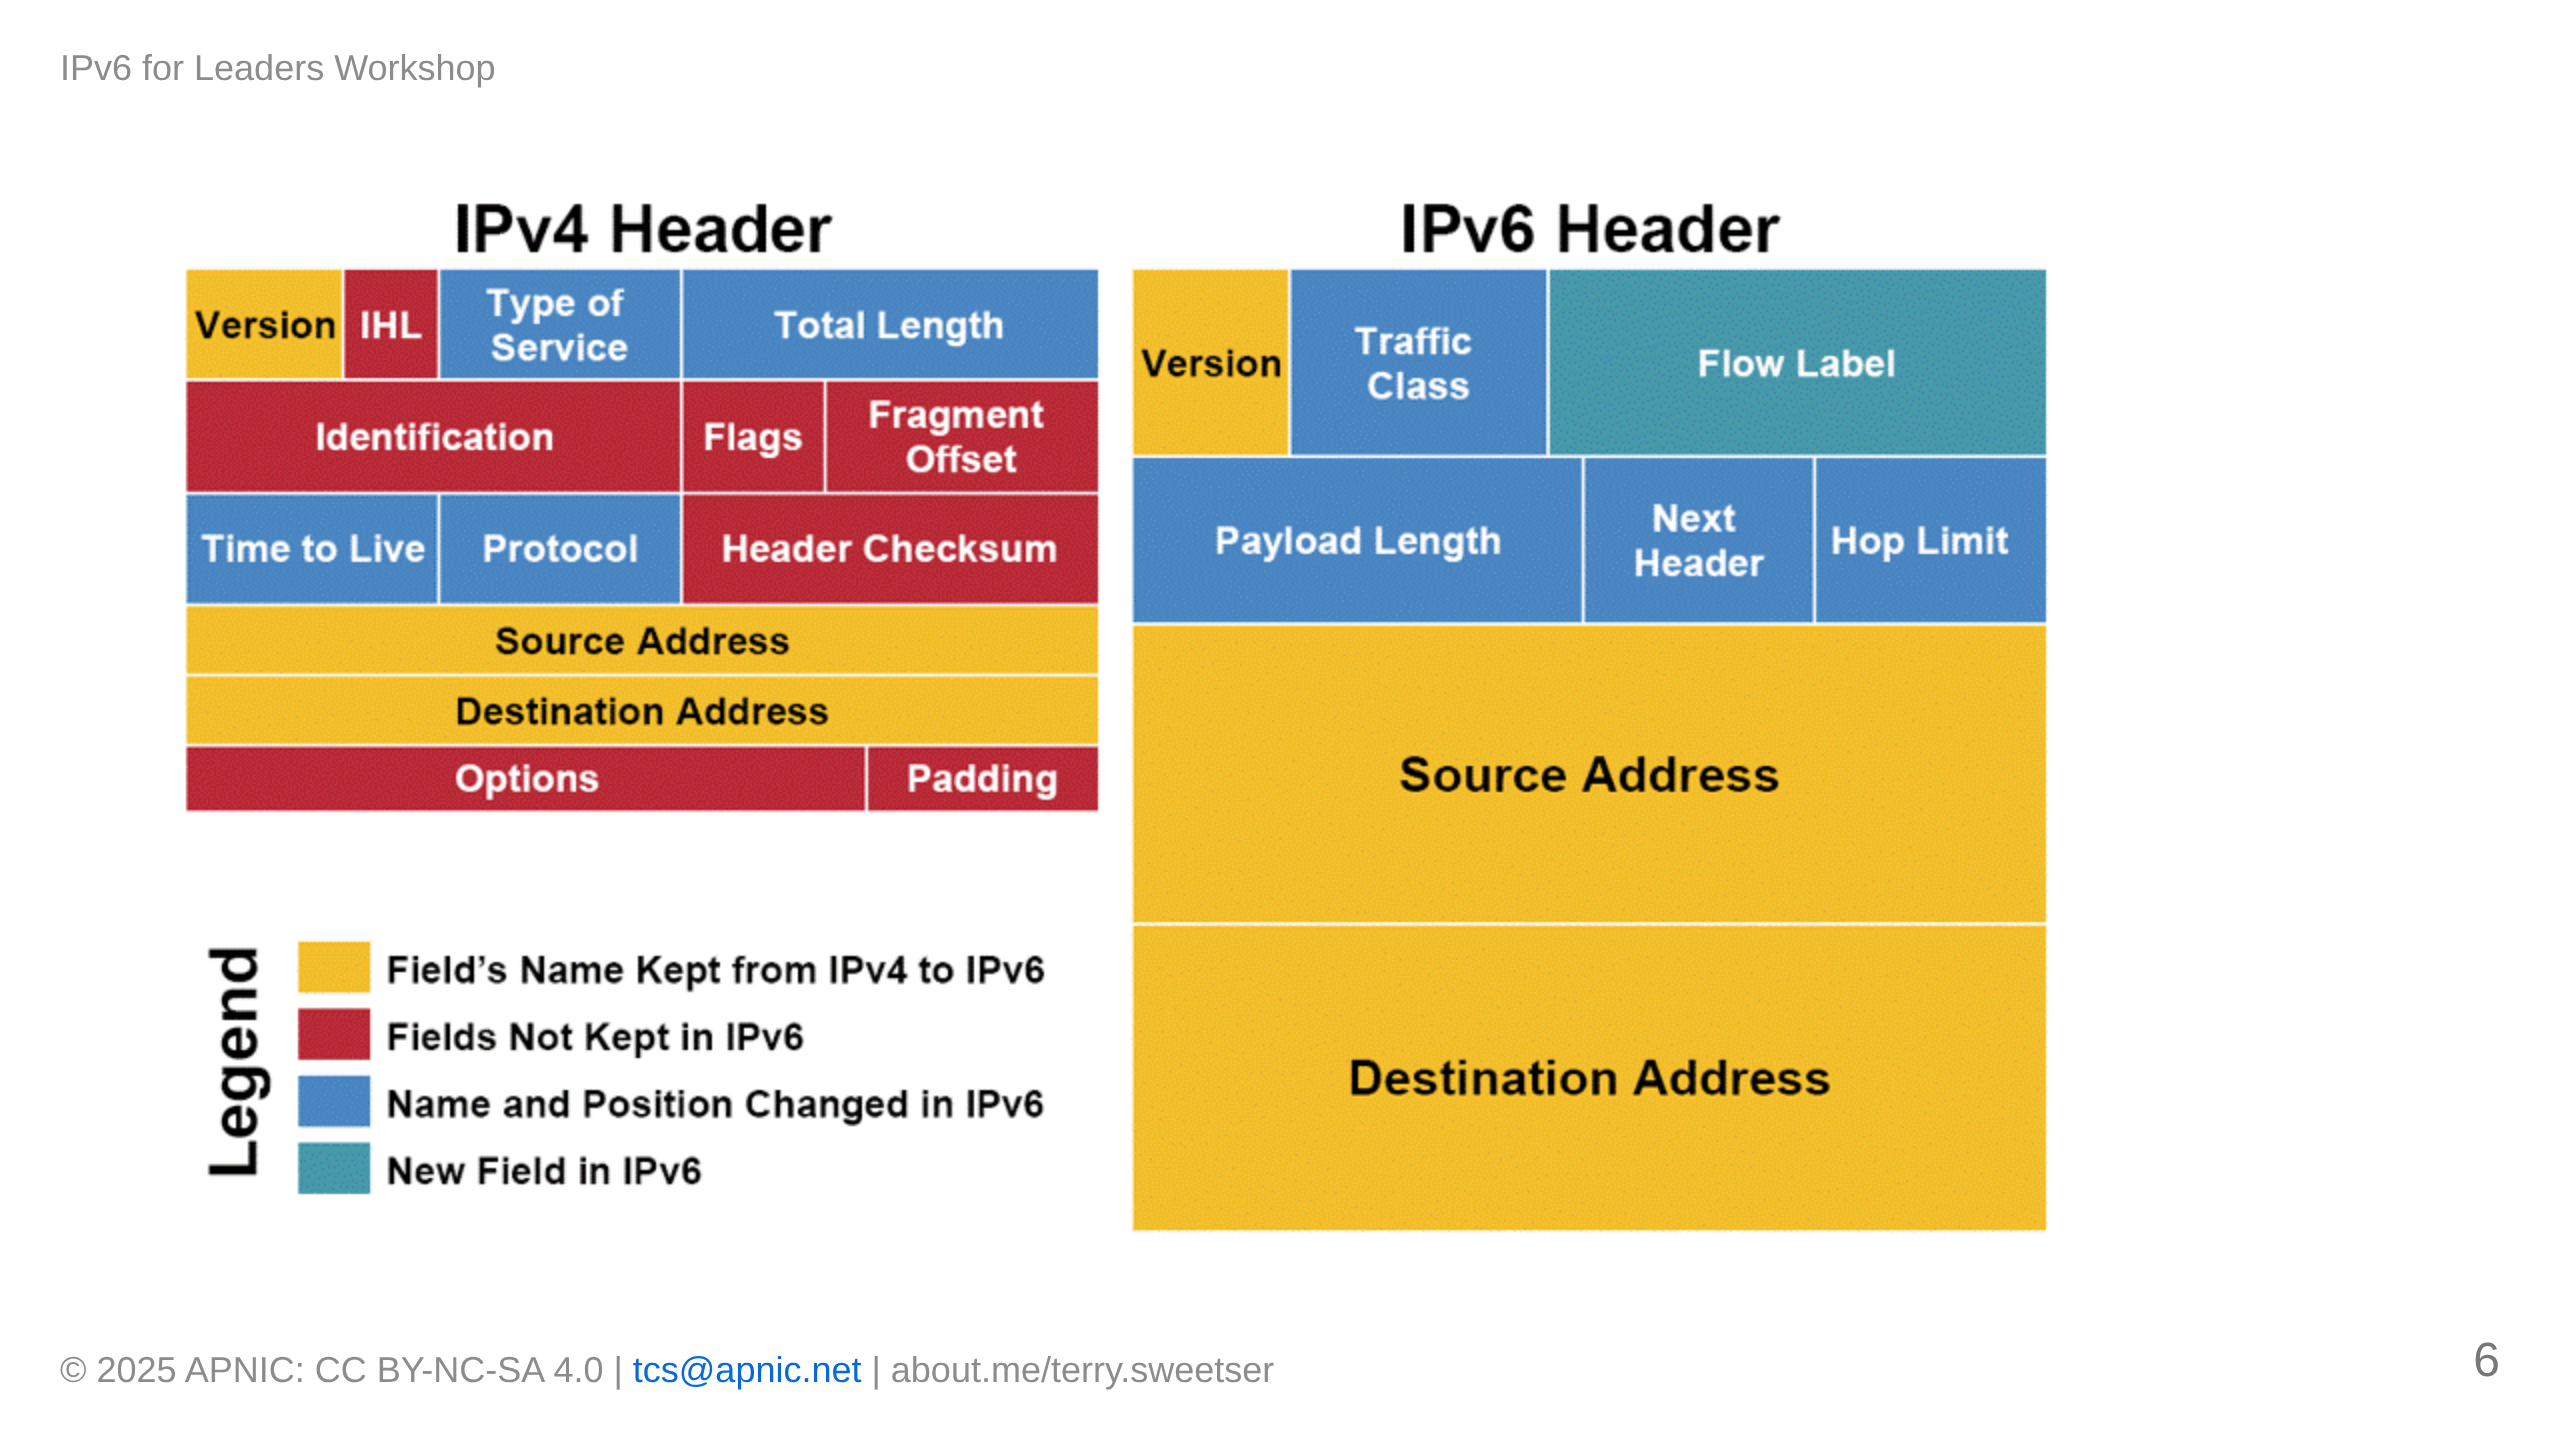 IPv6 for Leaders Workshop
IPv4 Header
Version IHL Type of Service Total Length
Identification Flags Fragment Offset
Time to Live Protocol Header Checksum
Source Address
Destination Address
Options Padding
IPv6 Header
Version Traffic Class Flow Label
Payload Length Next Header Hop Limit
Source Address
Destination Address
Legend
Field’s Name Kept from IPv4 to IPv6
Fields Not Kept in IPv6
Name and Position Changed in IPv6
New Field in IPv6
© 2025 APNIC: CC BY-NC-SA 4.0 | tcs@apnic.net | about.me/terry.sweetser
6